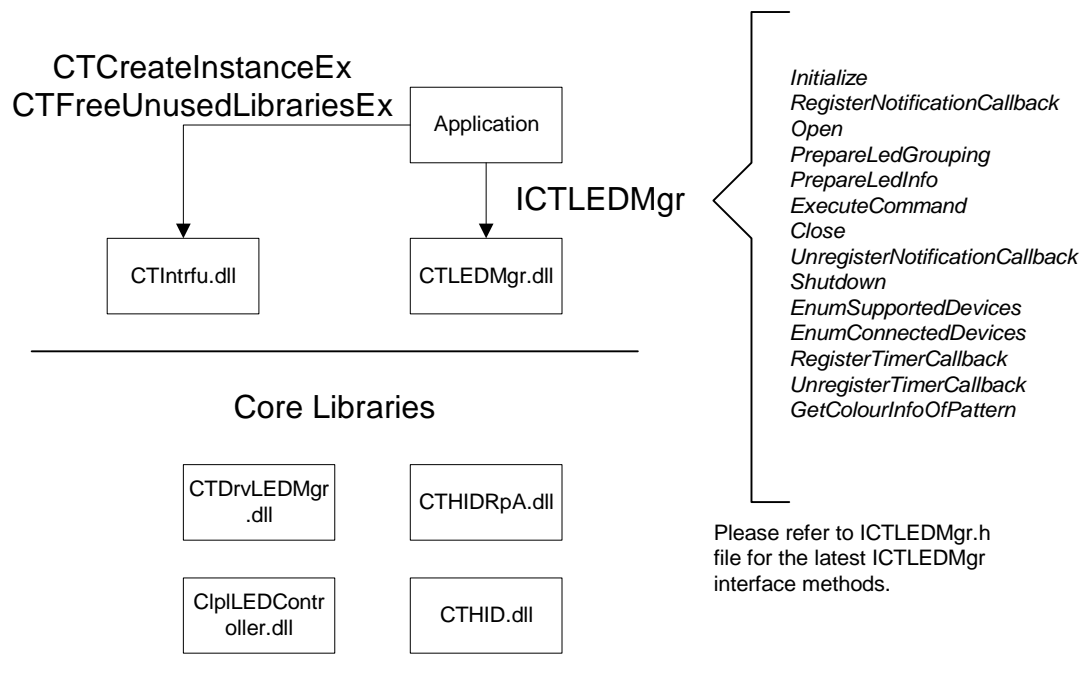 CTCreateInstanceEx
CTFreeUnusedLibrariesEx
Application
ICTLEDMgr
CTIntrfu.dll
CTLEDMgr.dll
Initialize
RegisterNotificationCallback
Open
PrepareLedGrouping
PrepareLedInfo
ExecuteCommand
Close
UnregisterNotificationCallback
Shutdown
EnumSupportedDevices
EnumConnectedDevices
RegisterTimerCallback
UnregisterTimerCallback
GetColourInfoOfPattern
Core Libraries
CTDrvLEDMgr
.dll
CTHIDRpA.dll
ClplLEDContr
oller.dll
CTHID.dll
Please refer to ICTLEDMgr.h
file for the latest ICTLEDMgr
interface methods.